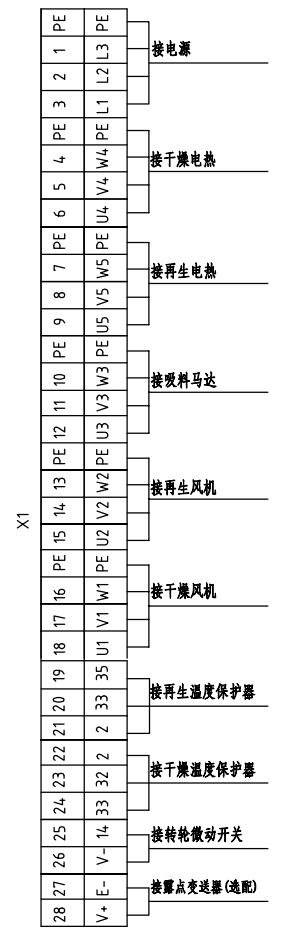 X1
PE PE
1 L3
2 L2
3 L1
接电源
PE PE
4 W4
5 V4
6 U4
接干燥电热
PE PE
7 W5
8 V5
9 U5
接再生电热
PE PE
10 W3
11 V3
12 U3
接吸料马达
PE PE
13 W2
14 V2
15 U2
接再生风机
PE PE
16 W1
17 V1
18 U1
接干燥风机
19 35
20 33
21 2
接再生温度保护器
22 2
23 32
24 33
接干燥温度保护器
25 14
26 V-
接转轮微动开关
27 E-
28 V+
接露点变送器(选配)